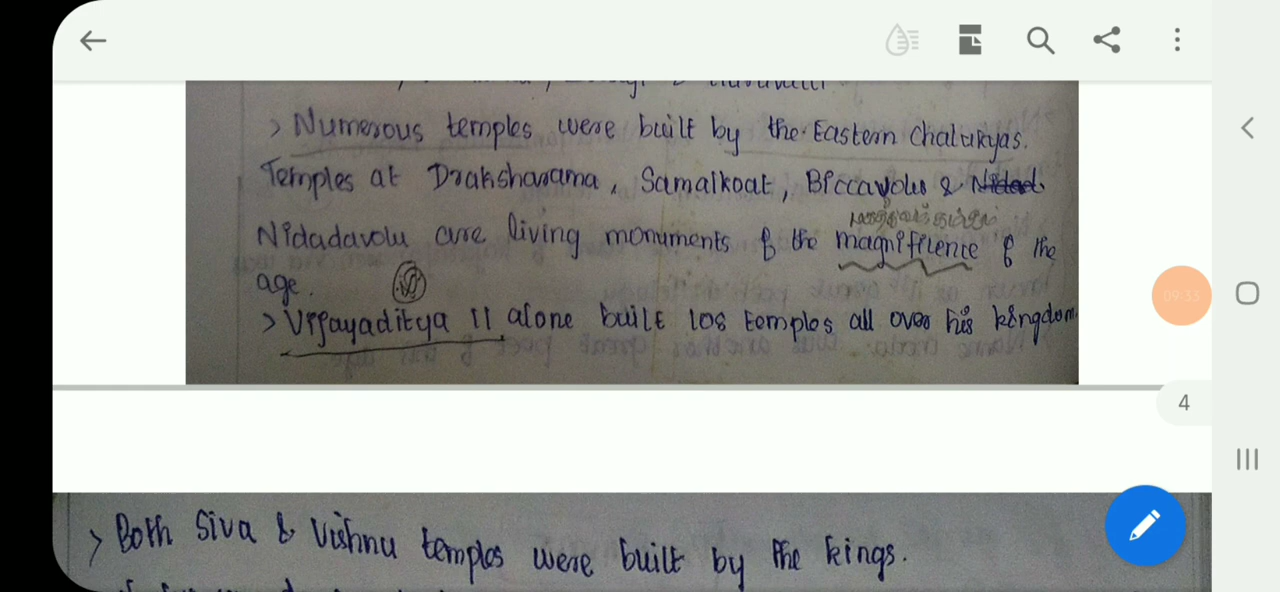 > Numerous temples were built by the Eastern Chalukyas.
Temples at Draksharama, Samalkoat, Biccavolu &
Nidadavolu are living monuments of the magnificence of the
age.
> Vijayaditya II alone built 108 temples all over his kingdom
09:33
4
> Both Siva & Vishnu temples were built by the kings.